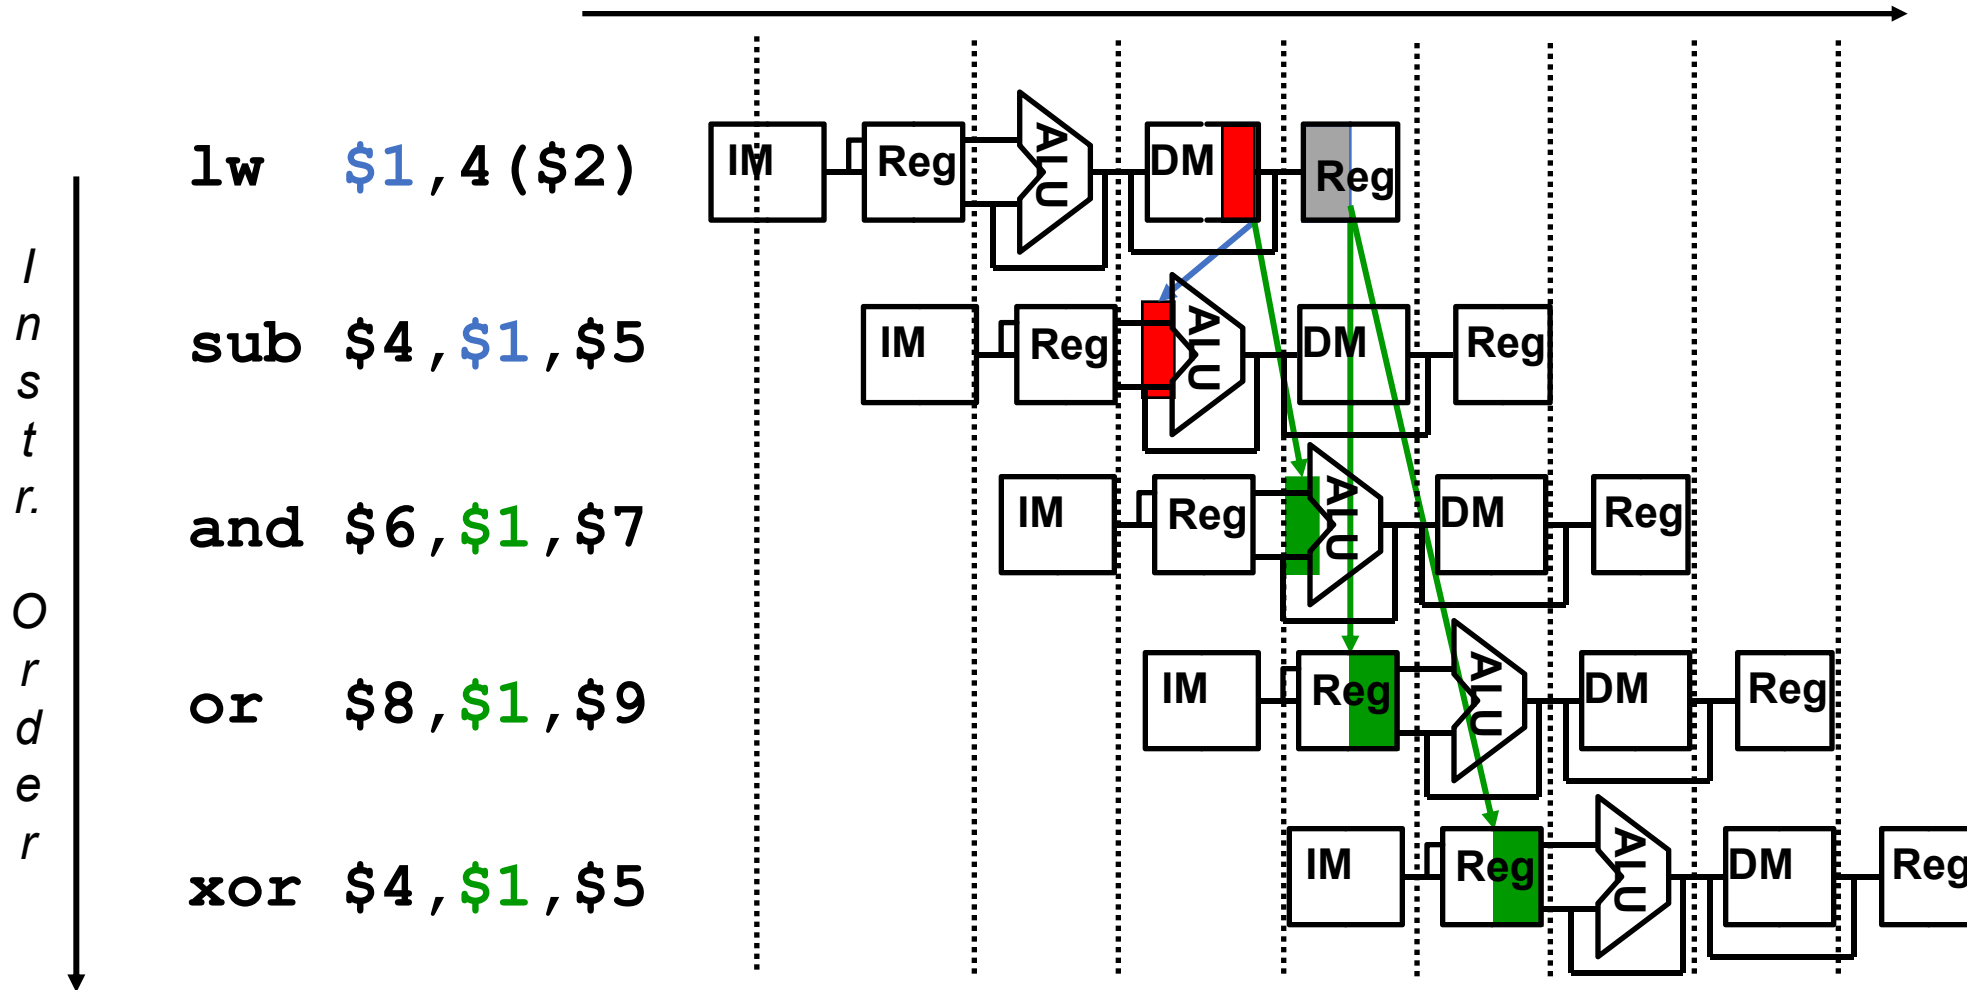 lw $1,4($2) IM Reg ALU DM Reg
sub $4,$1,$5 IM Reg ALU DM Reg
and $6,$1,$7 IM Reg ALU DM Reg
or $8,$1,$9 IM Reg ALU DM Reg
xor $4,$1,$5 IM Reg ALU DM Reg
Instr. Order